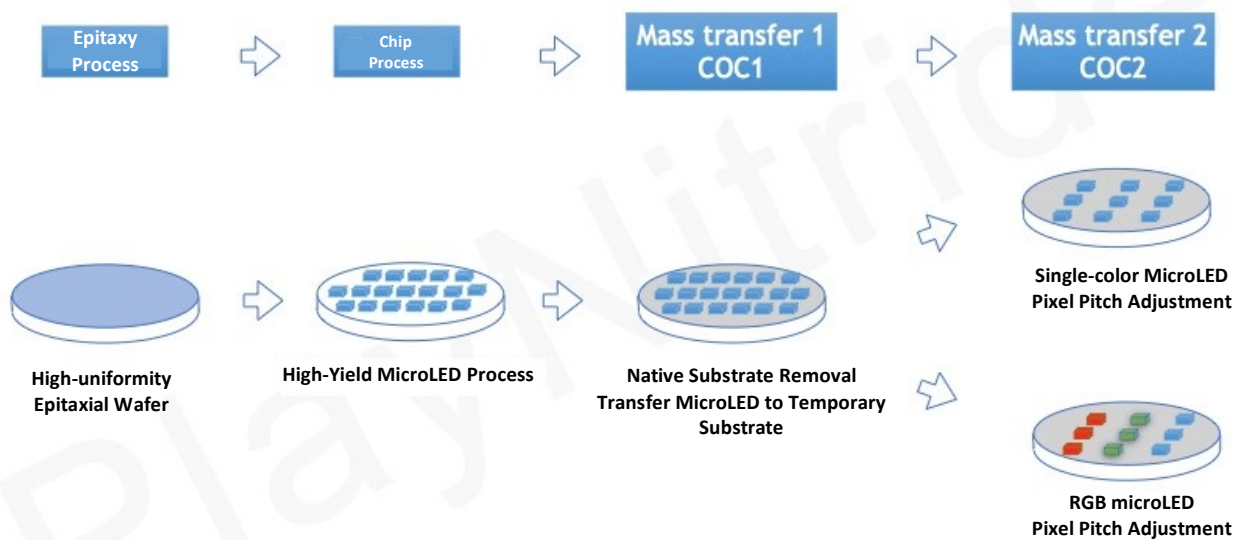 Epitaxy
Process
Chip
Process
Mass transfer 1
COC1
Mass transfer 2
COC2
High-uniformity
Epitaxial Wafer
High-Yield MicroLED Process
Native Substrate Removal
Transfer MicroLED to Temporary
Substrate
Single-color MicroLED
Pixel Pitch Adjustment
RGB microLED
Pixel Pitch Adjustment
PlayNitrid